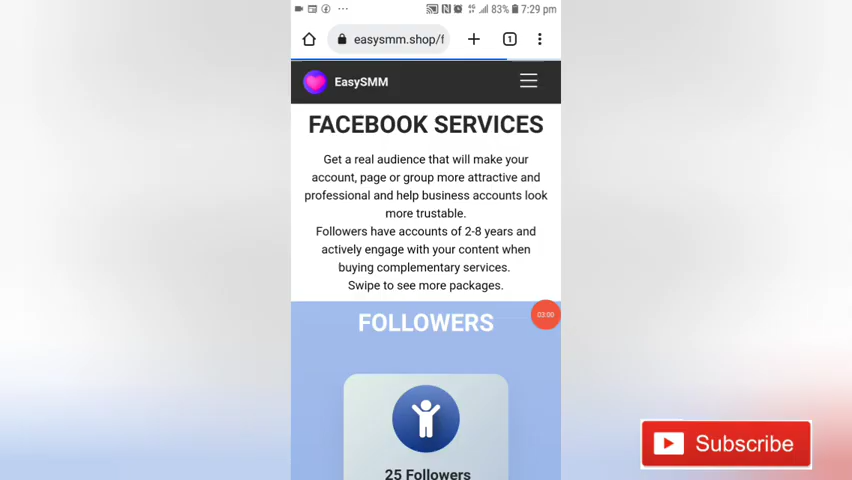 83% 7:29 pm
easysmm.shop/f
1
EasySMM
FACEBOOK SERVICES
Get a real audience that will make your
account, page or group more attractive and
professional and help business accounts look
more trustable.
Followers have accounts of 2-8 years and
actively engage with your content when
buying complementary services.
Swipe to see more packages.
FOLLOWERS
03:00
25 Followers
Subscribe